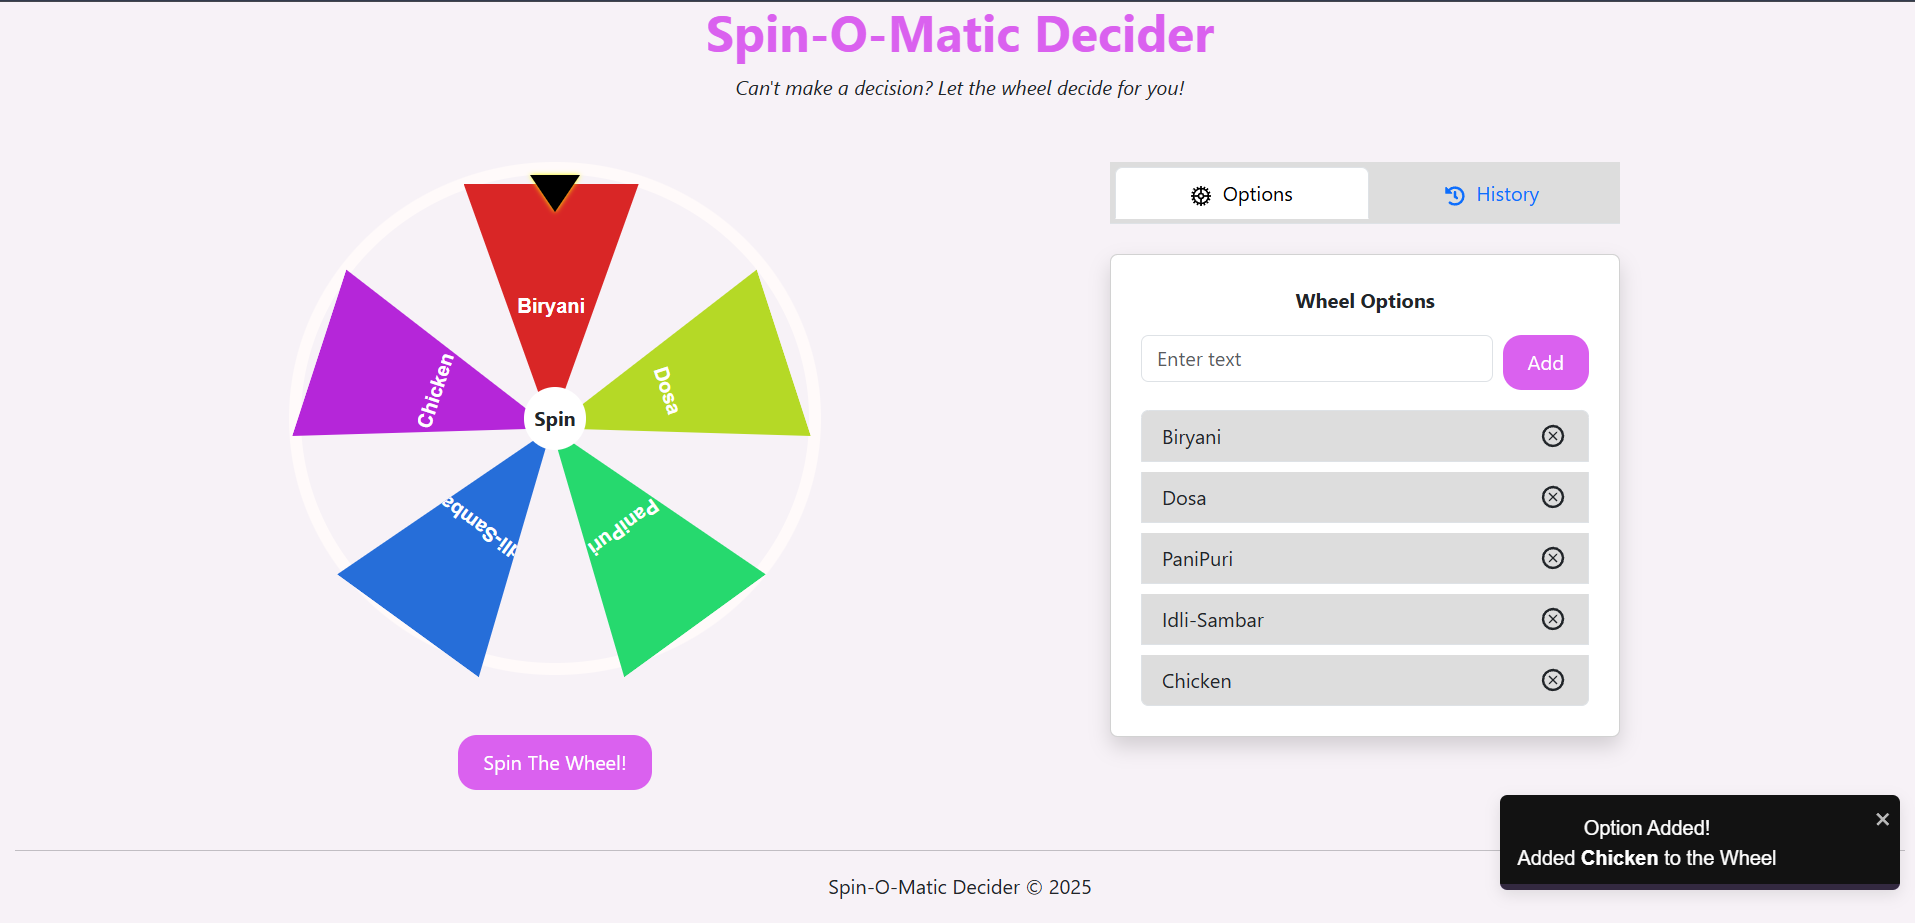 Spin-O-Matic Decider
Can't make a decision? Let the wheel decide for you!
Biryani
Dosa
PaniPuri
dli-Samba
Chicken
Spin
Spin The Wheel!
Options
History
Wheel Options
Enter text
Add
Biryani
Dosa
PaniPuri
Idli-Sambar
Chicken
Option Added!
Added Chicken to the Wheel
Spin-O-Matic Decider © 2025